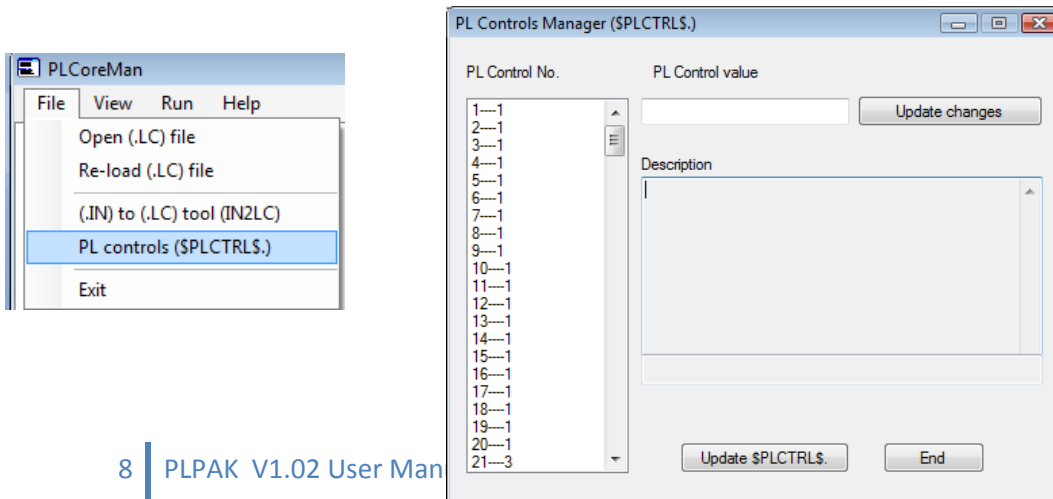 PLCoreMan
File View Run Help
Open (.LC) file
Re-load (.LC) file
(.IN) to (.LC) tool (IN2LC)
PL controls ($PLCTRL$.)
Exit
PL Controls Manager ($PLCTRL$.)
PL Control No. PL Control value
1----1
2----1
3----1
4----1
5----1
6----1
7----1
8----1
9----1
10----1
11----1
12----1
13----1
14----1
15----1
16----1
17----1
18----1
19----1
20----1
21----3
Update changes
Description
Update $PLCTRL$. End
8 PLPAK V1.02 User Man